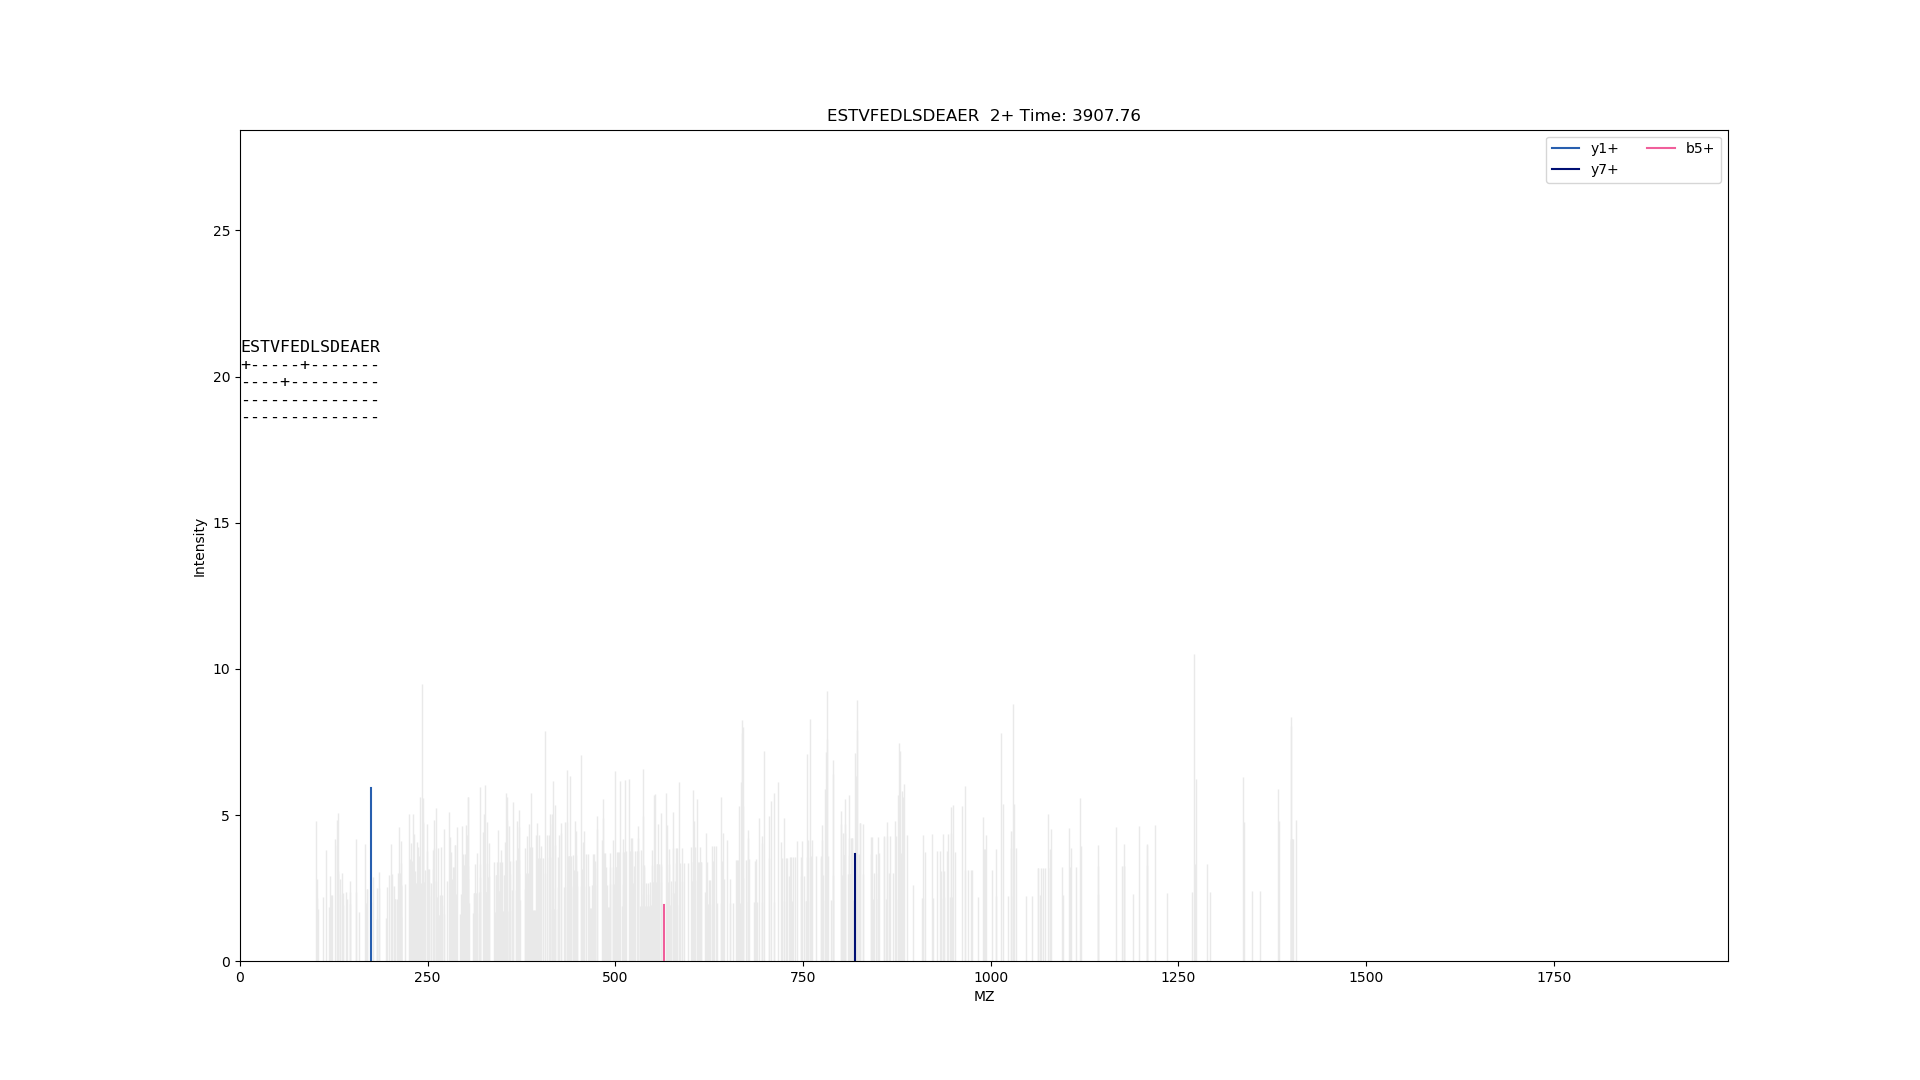 ESTVFEDLSDEAER  2+ Time: 3907.76
y1+
y7+
b5+
ESTVFEDLSDEAER
+-----+-------
----+---------
--------------
--------------
Intensity
25
20
15
10
5
0
0 250 500 750 1000 1250 1500 1750
MZ